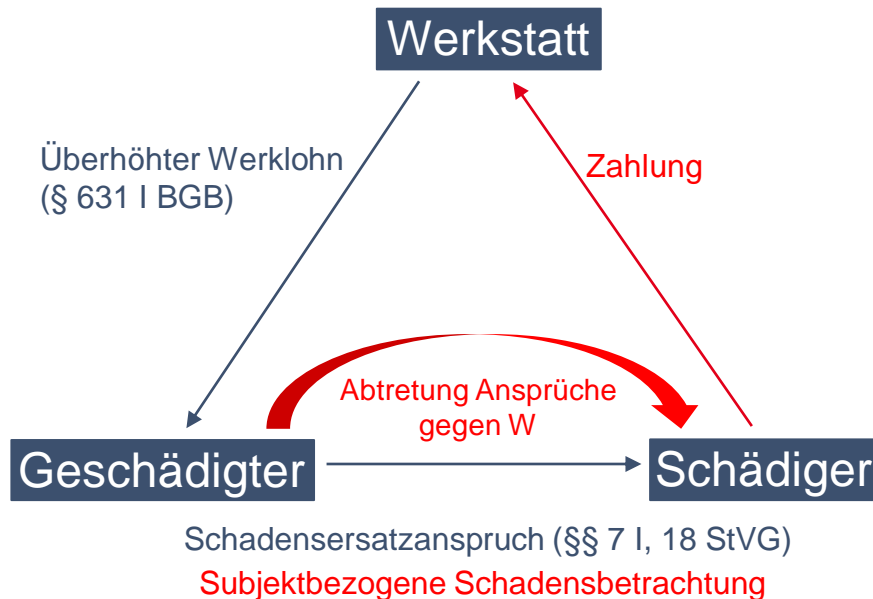 Werkstatt
Überhöhter Werklohn
(§ 631 I BGB)
Zahlung
Abtretung Ansprüche
gegen W
Geschädigter
Schädiger
Schadensersatzanspruch (§§ 7 I, 18 StVG)
Subjektbezogene Schadensbetrachtung